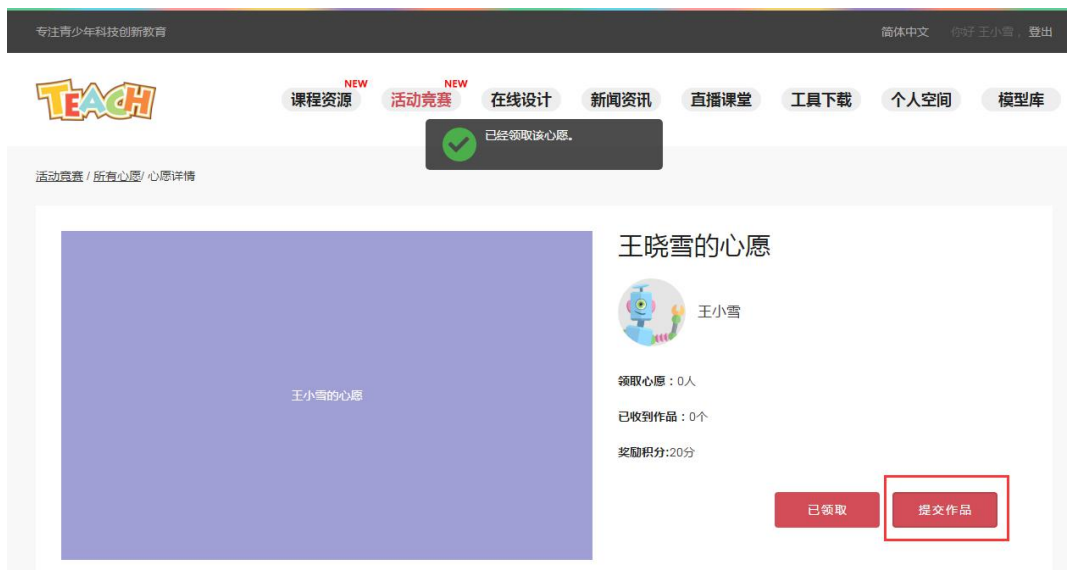 专注青少年科技创新教育
简体中文 你好 王小雪， 登出
TEACH
课程资源 NEW 活动竞赛 NEW 在线设计 新闻资讯 直播课堂 工具下载 个人空间 模型库
已经领取该心愿。
活动竞赛 / 所有心愿/ 心愿详情
王小雪的心愿
王晓雪的心愿
王小雪
领取心愿：0人
已收到作品：0个
奖励积分:20分
已领取 提交作品